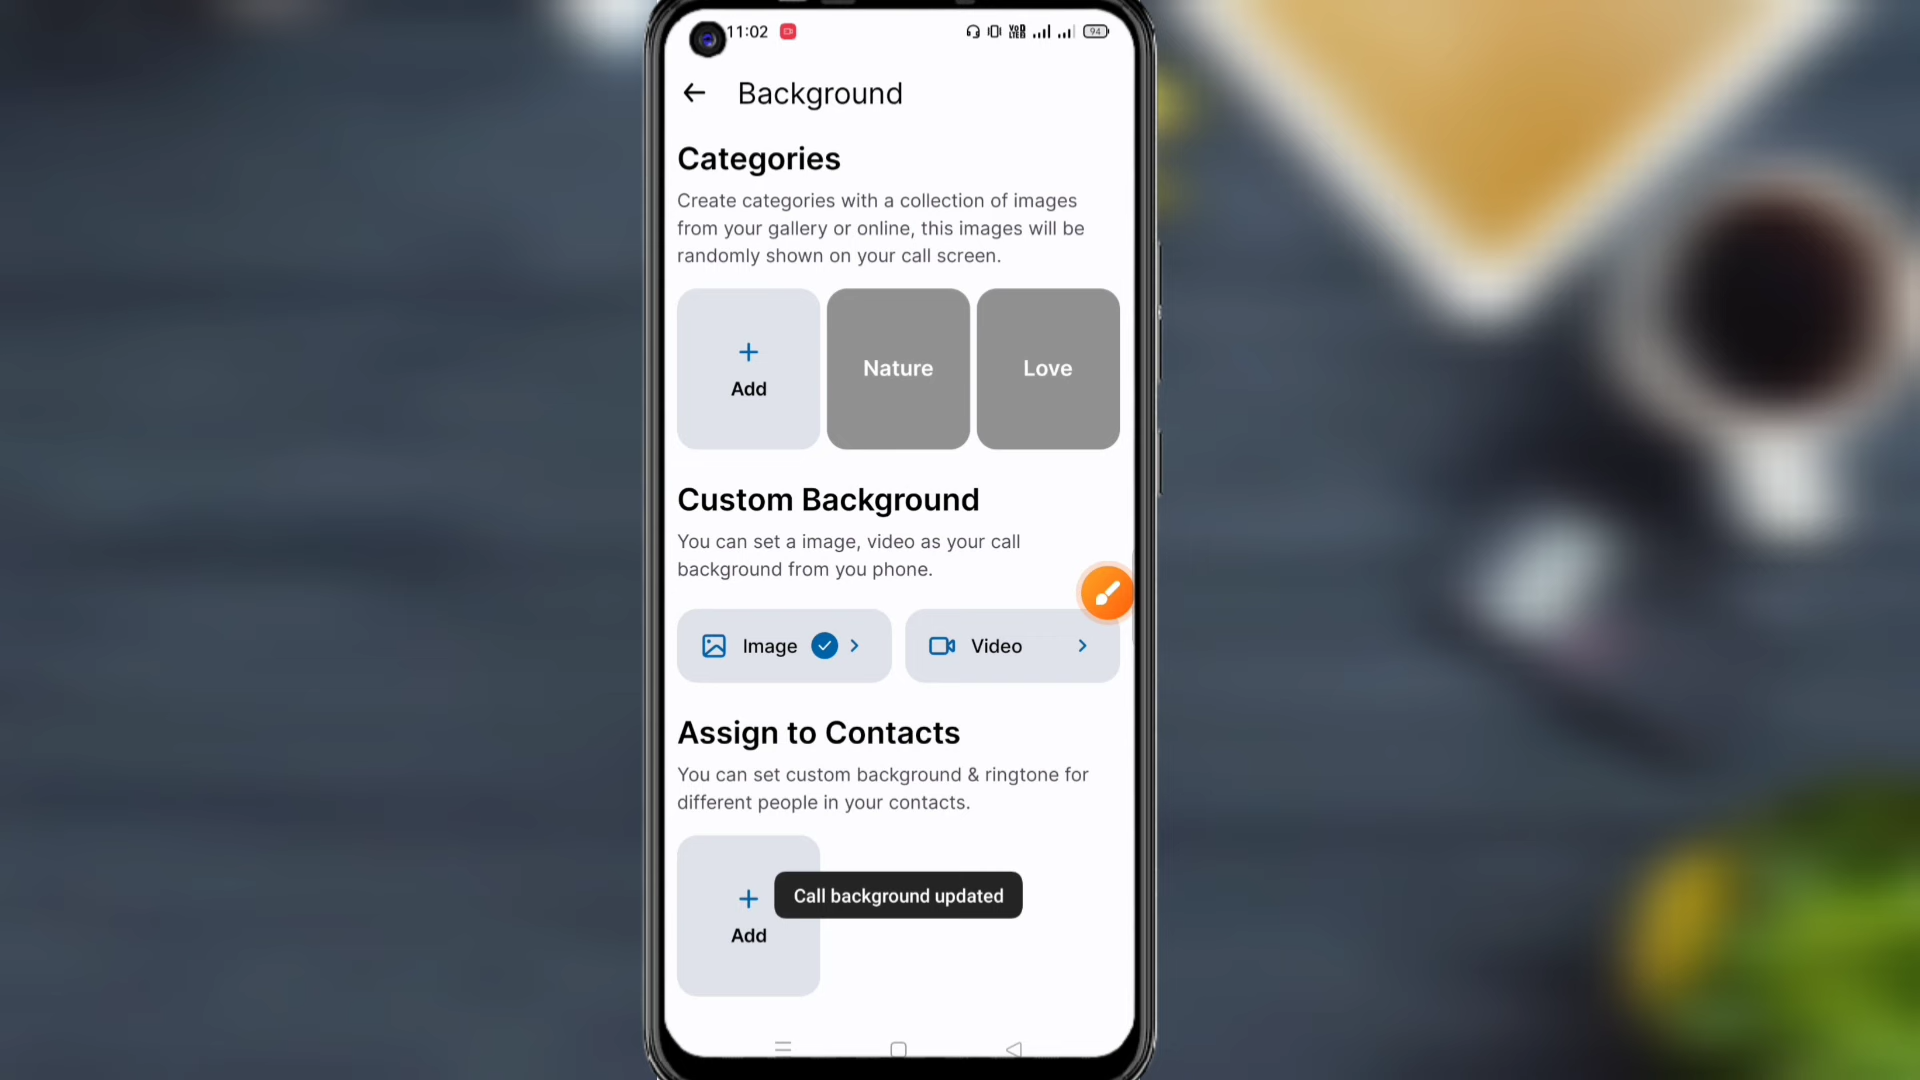 11:02
VoD
LTE2
94
Background
Categories
Create categories with a collection of images
from your gallery or online, this images will be
randomly shown on your call screen.
Add
Nature
Love
Custom Background
You can set a image, video as your call
background from you phone.
Image
Video
Assign to Contacts
You can set custom background & ringtone for
different people in your contacts.
Add
Call background updated